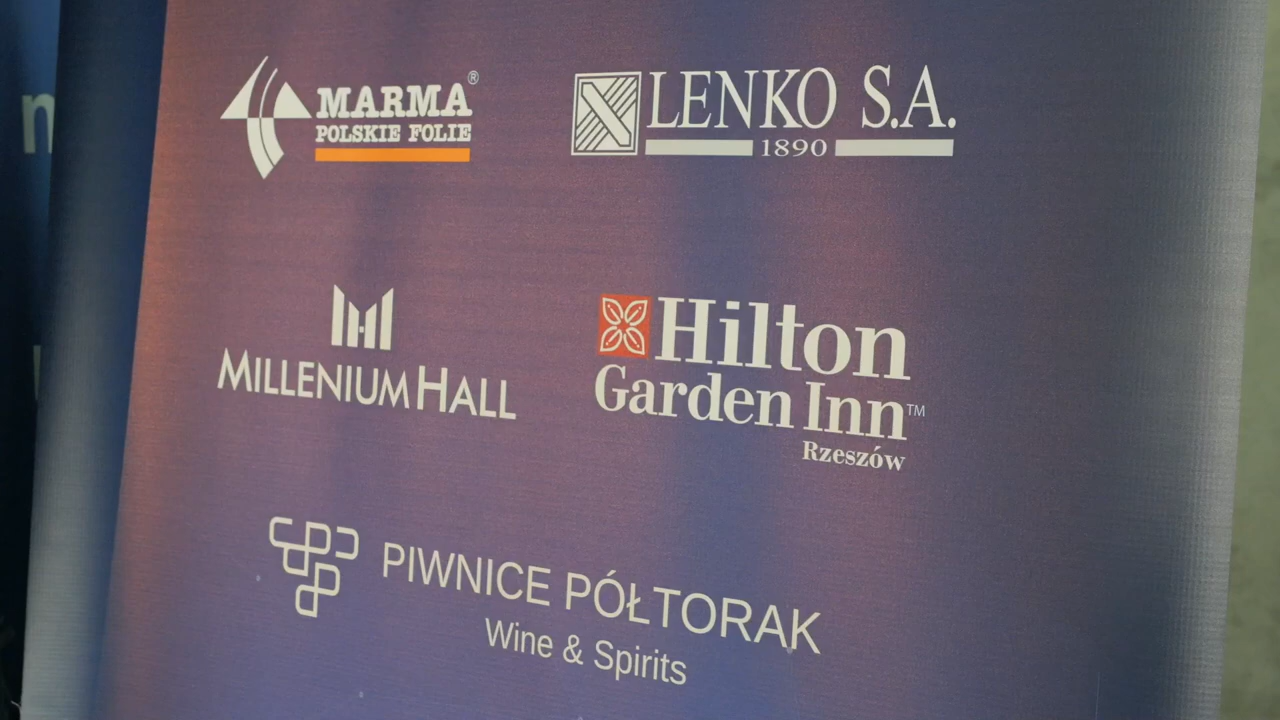 MARMA®
POLSKIE FOLIE
LENKO S.A.
1890
MILLENIUM HALL
Hilton
Garden Inn™
Rzeszów
PIWNICE PÓŁTORAK
Wine & Spirits